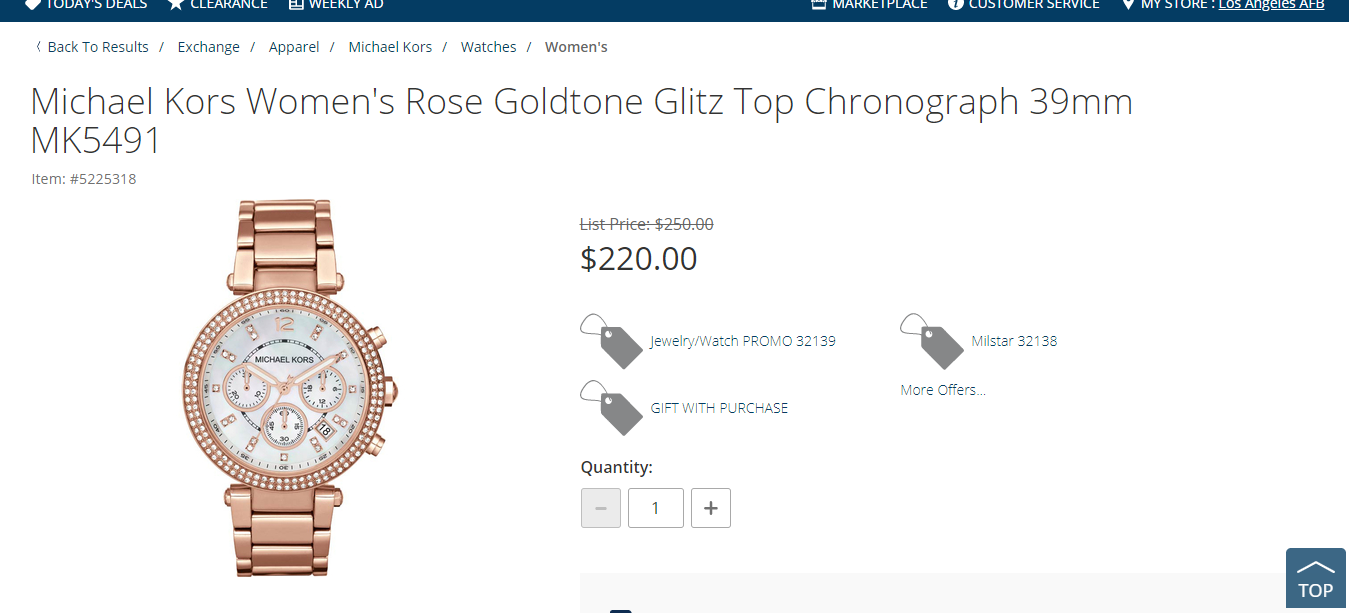 TODAY'S DEALS CLEARANCE WEEKLY AD MARKETPLACE CUSTOMER SERVICE MY STORE : Los Angeles AFB
Back To Results / Exchange / Apparel / Michael Kors / Watches / Women's
Michael Kors Women's Rose Goldtone Glitz Top Chronograph 39mm
MK5491
Item: #5225318
12
MICHAEL KORS
30
18
List Price: $250.00
$220.00
Jewelry/Watch PROMO 32139
Milstar 32138
More Offers...
GIFT WITH PURCHASE
Quantity:
− 1 +
TOP